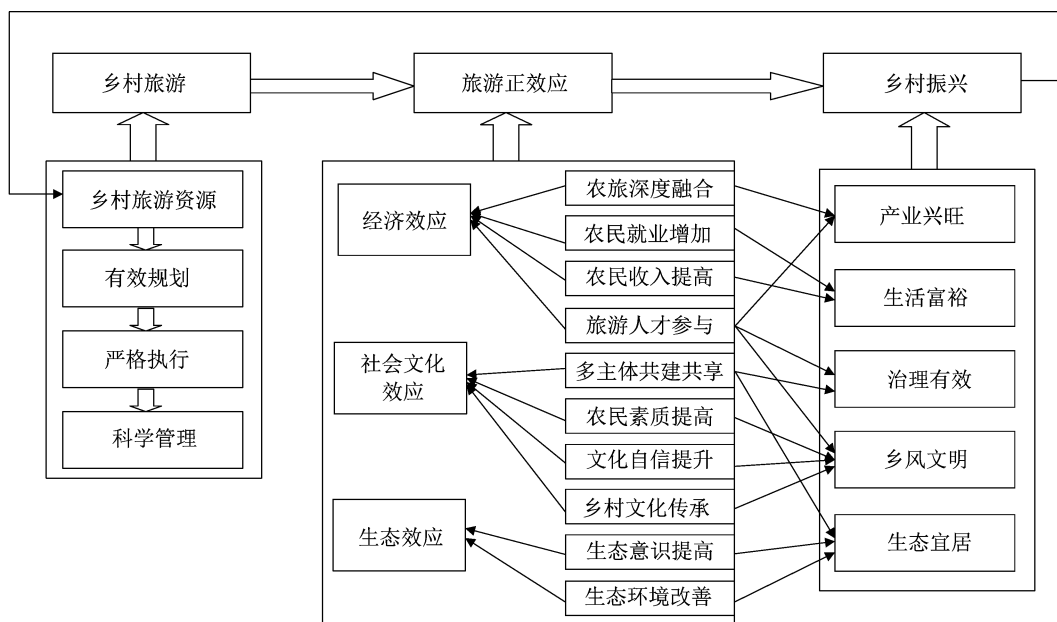 乡村旅游
旅游正效应
乡村振兴
乡村旅游资源
有效规划
严格执行
科学管理
经济效应
社会文化
效应
生态效应
农旅深度融合
农民就业增加
农民收入提高
旅游人才参与
多主体共建共享
农民素质提高
文化自信提升
乡村文化传承
生态意识提高
生态环境改善
产业兴旺
生活富裕
治理有效
乡风文明
生态宜居